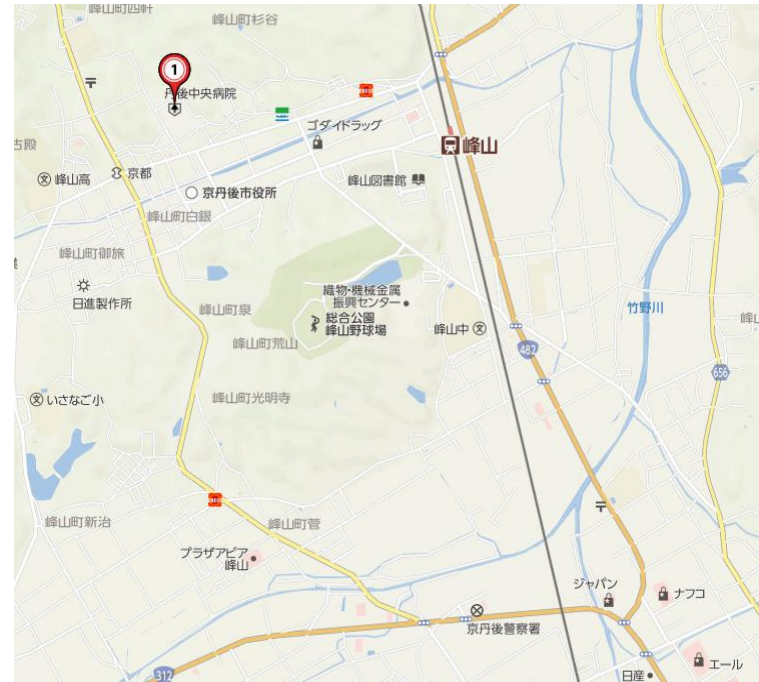 峰山町四軒
峰山町杉谷
1
丹後中央病院
ゴダイドラッグ
古殿
峰山
峰山高
京都
峰山図書館
京丹後市役所
峰山町白銀
峰山町御旅
織物・機械金属
振興センター
日進製作所
峰山町泉
竹野川
総合公園
峰山野球場
峰山中
峰山町荒山
482
656
峰山町光明寺
いさなご小
峰山町新治
峰山町菅
プラザアピア
峰山
ジャパン
ナフコ
京丹後警察署
312
エール
日産